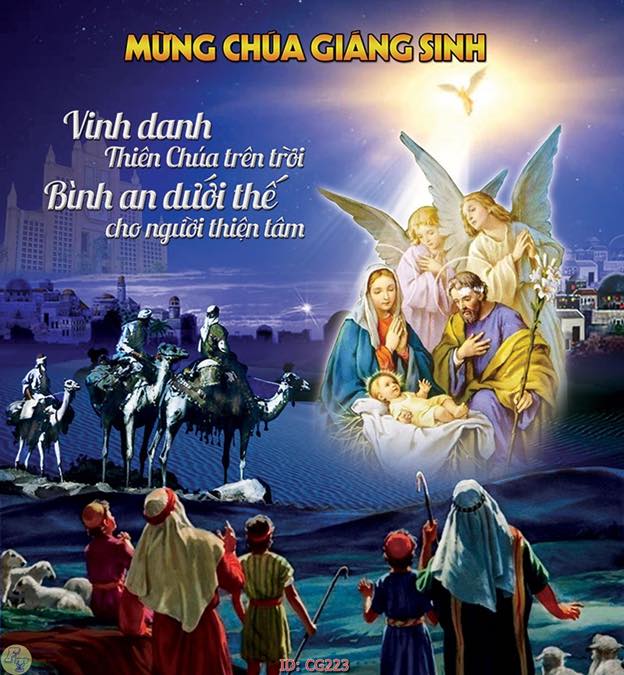 MỪNG CHÚA GIÁNG SINH
Vinh danh
Thiên Chúa trên trời
Bình an dưới thế
cho người thiện tâm
ID: CG223